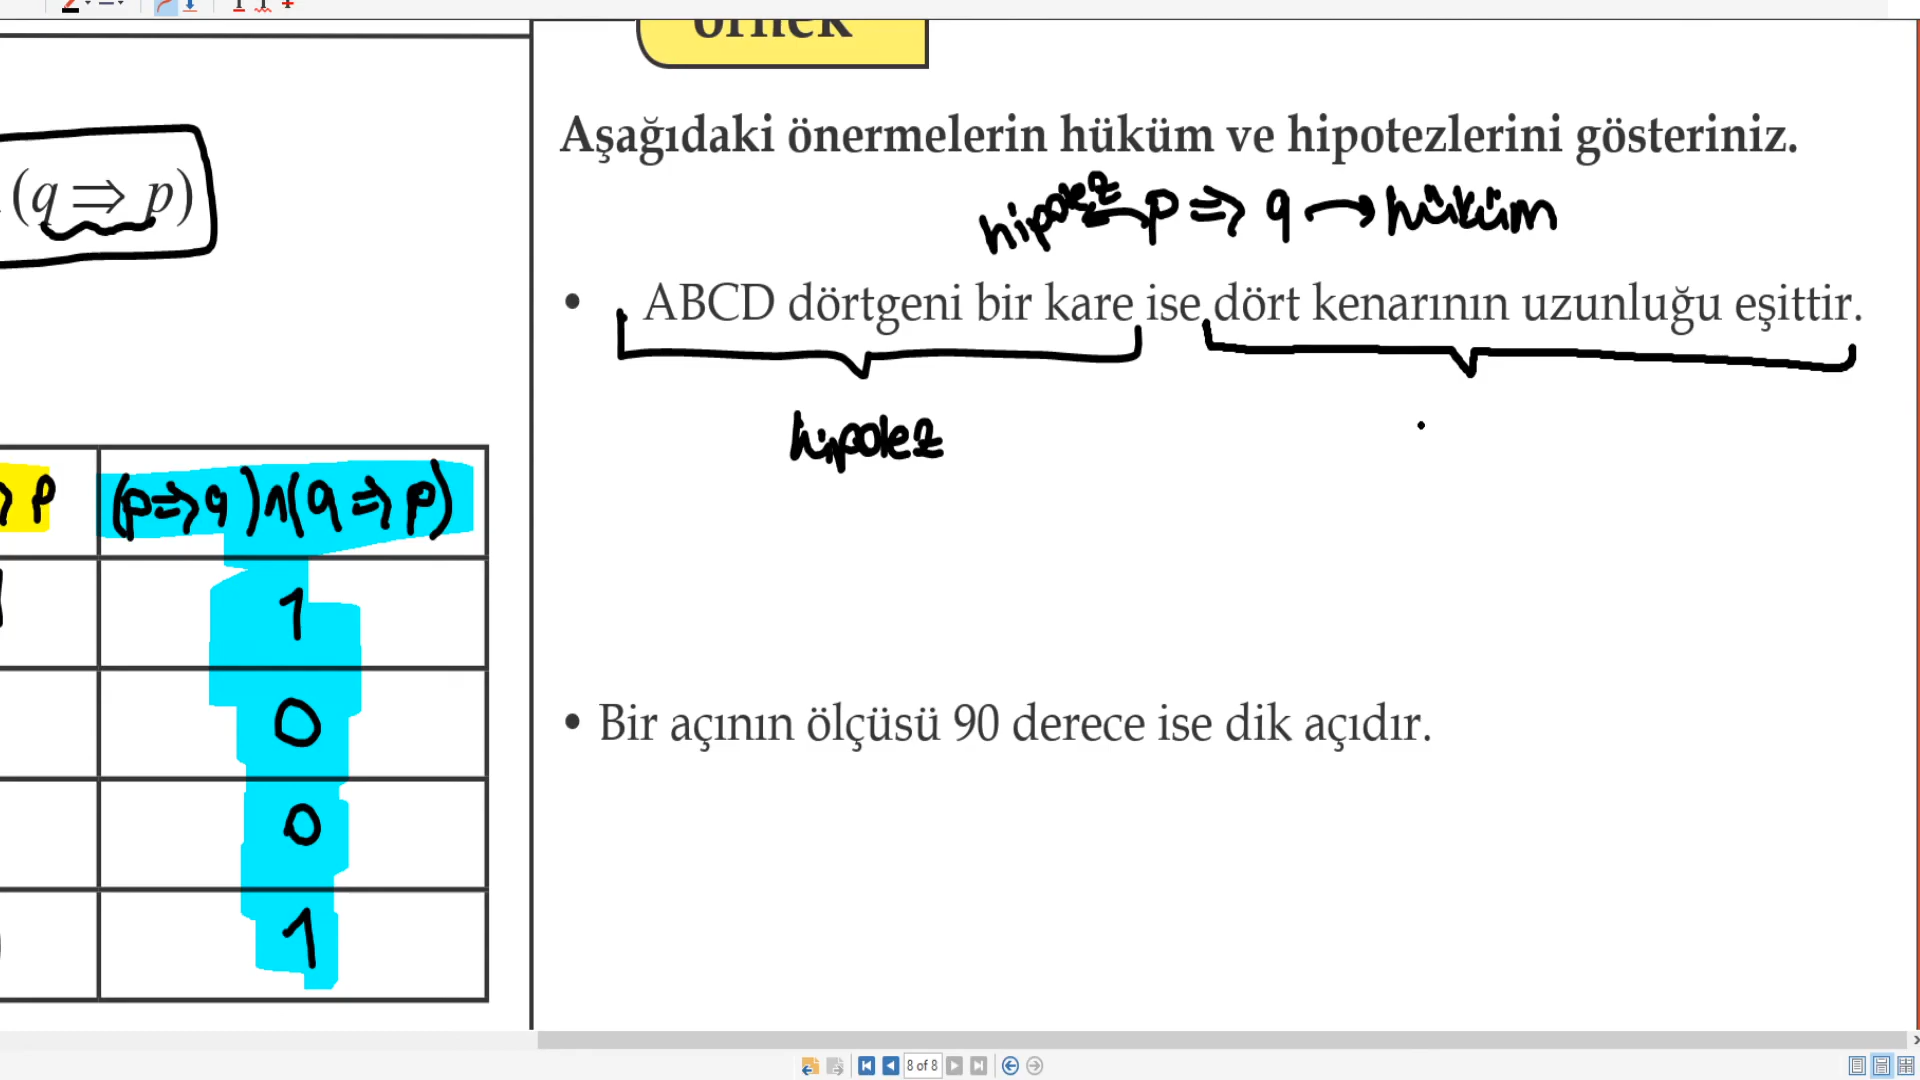 örnek
Aşağıdaki önermelerin hüküm ve hipotezlerini gösteriniz.
hipotez ← p ⇒ q → hüküm
• ABCD dörtgeni bir kare ise dört kenarının uzunluğu eşittir.
hipotez
• Bir açının ölçüsü 90 derece ise dik açıdır.
(q ⇒ p)
⇒ p
(p⇒q)∧(q⇒p)
1
0
0
1
8 of 8